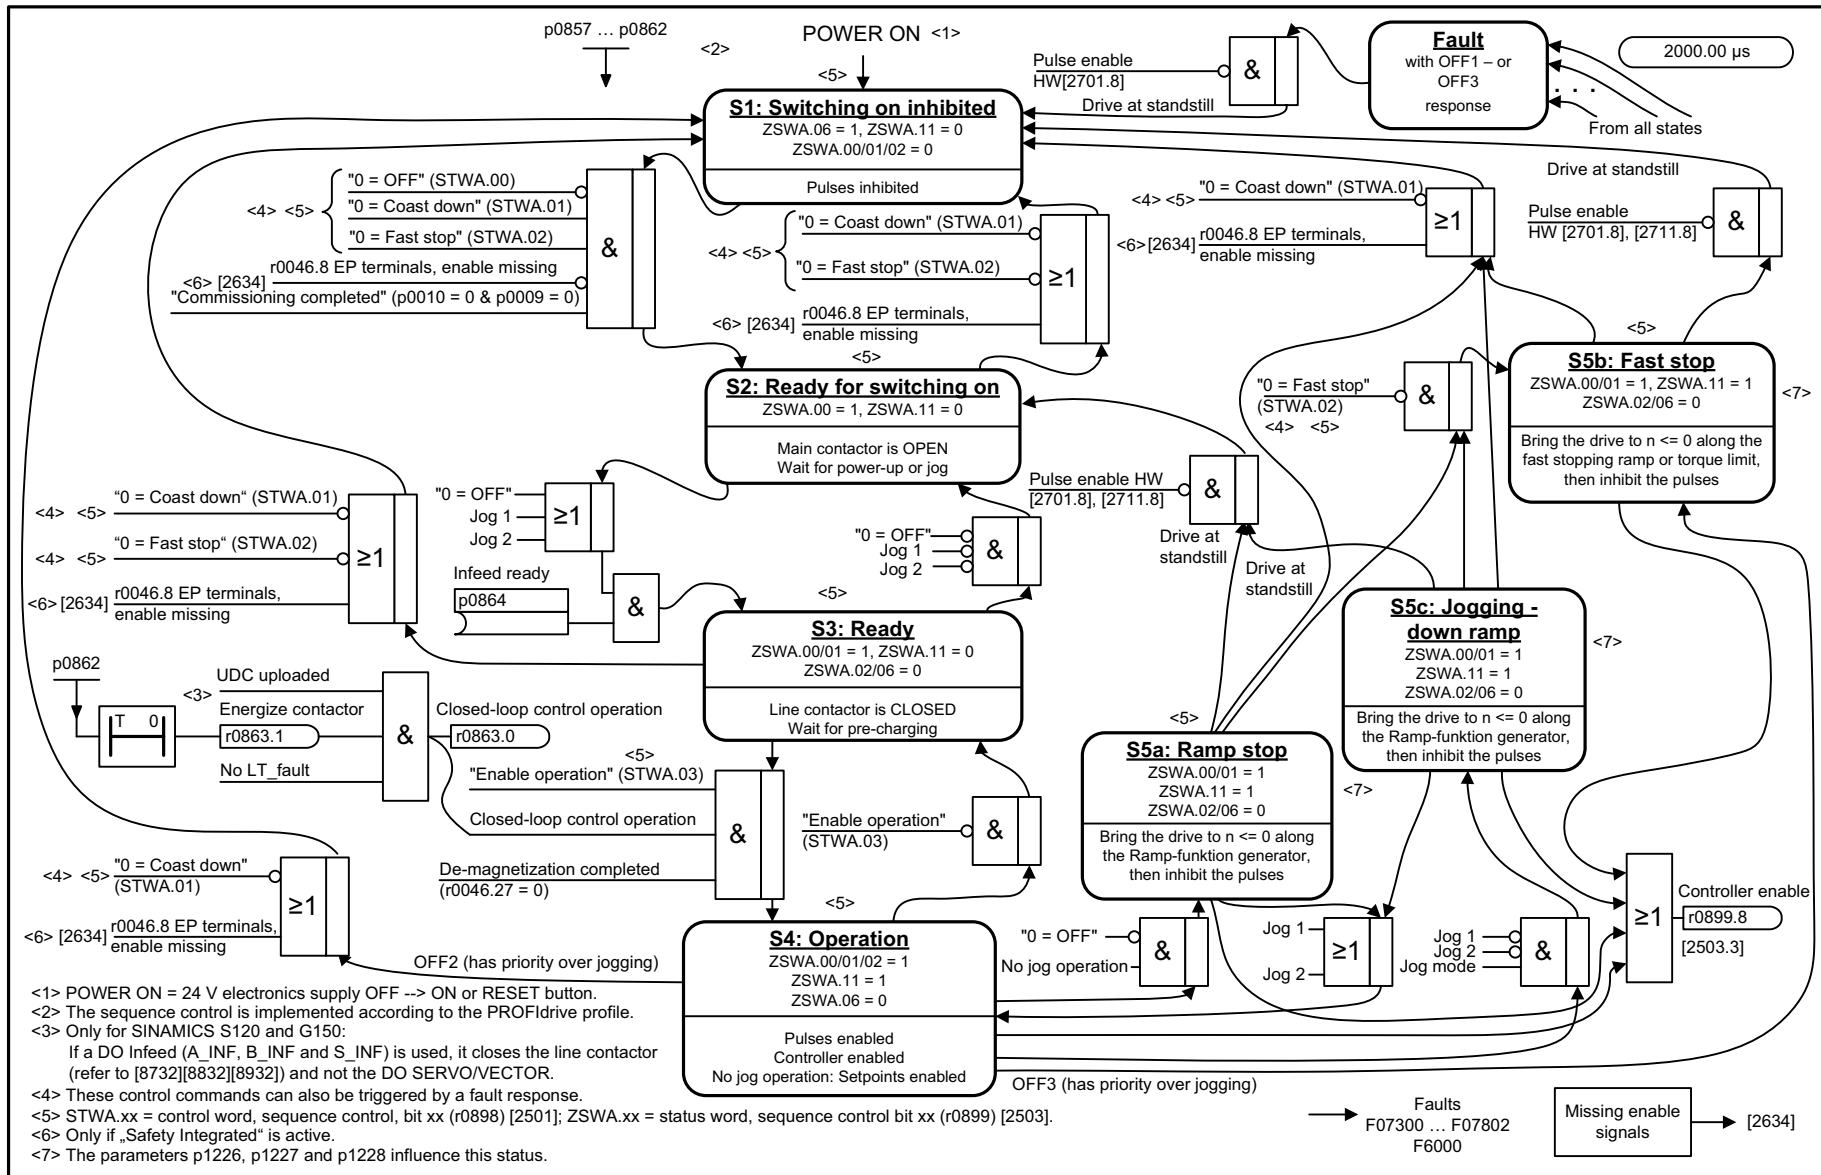 p0857 ... p0862
<2>
POWER ON <1>
<5>
Pulse enable
HW[2701.8]
&
Drive at standstill
Fault
with OFF1 – or
OFF3
response
. . .
From all states
2000.00 µs
S1: Switching on inhibited
ZSWA.06 = 1, ZSWA.11 = 0
ZSWA.00/01/02 = 0
Pulses inhibited
<4> <5>
"0 = OFF" (STWA.00)
"0 = Coast down" (STWA.01)
"0 = Fast stop" (STWA.02)
r0046.8 EP terminals, enable missing
<6> [2634]
"Commissioning completed" (p0010 = 0 & p0009 = 0)
&
"0 = Coast down" (STWA.01)
<4> <5>
"0 = Fast stop" (STWA.02)
<6> [2634] r0046.8 EP terminals,
enable missing
≥1
"0 = Coast down" (STWA.01)
<4> <5>
<6>[2634] r0046.8 EP terminals,
enable missing
≥1
Drive at standstill
Pulse enable
HW [2701.8], [2711.8]
&
<5>
S2: Ready for switching on
ZSWA.00 = 1, ZSWA.11 = 0
Main contactor is OPEN
Wait for power-up or jog
"0 = Fast stop"
(STWA.02)
<4> <5>
&
<5>
S5b: Fast stop
ZSWA.00/01 = 1, ZSWA.11 = 1
ZSWA.02/06 = 0
Bring the drive to n <= 0 along the
fast stopping ramp or torque limit,
then inhibit the pulses
<7>
Pulse enable HW
[2701.8], [2711.8]
&
Drive at
standstill
Drive at
standstill
"0 = OFF"
Jog 1
Jog 2
≥1
"0 = OFF"
Jog 1
Jog 2
&
Infeed ready
p0864
&
“0 = Coast down“ (STWA.01)
<4> <5>
“0 = Fast stop“ (STWA.02)
<4> <5>
<6> [2634] r0046.8 EP terminals,
enable missing
≥1
<5>
S3: Ready
ZSWA.00/01 = 1, ZSWA.11 = 0
ZSWA.02/06 = 0
Line contactor is CLOSED
Wait for pre-charging
S5c: Jogging -
down ramp
ZSWA.00/01 = 1
ZSWA.11 = 1
ZSWA.02/06 = 0
Bring the drive to n <= 0 along
the Ramp-funktion generator,
then inhibit the pulses
<7>
p0862
T 0
<3>
UDC uploaded
Energize contactor
r0863.1
No LT_fault
&
Closed-loop control operation
r0863.0
<5>
"Enable operation" (STWA.03)
Closed-loop control operation
De-magnetization completed
(r0046.27 = 0)
&
"Enable operation"
(STWA.03)
&
<5>
S5a: Ramp stop
ZSWA.00/01 = 1
ZSWA.11 = 1
ZSWA.02/06 = 0
Bring the drive to n <= 0 along
the Ramp-funktion generator,
then inhibit the pulses
<7>
<4> <5> "0 = Coast down"
(STWA.01)
<6> [2634] r0046.8 EP terminals,
enable missing
≥1
OFF2 (has priority over jogging)
<5>
S4: Operation
ZSWA.00/01/02 = 1
ZSWA.11 = 1
ZSWA.06 = 0
Pulses enabled
Controller enabled
No jog operation: Setpoints enabled
"0 = OFF"
No jog operation
&
Jog 1
Jog 2
≥1
Jog 1
Jog 2
Jog mode
&
≥1
Controller enable
r0899.8
[2503.3]
OFF3 (has priority over jogging)
<1> POWER ON = 24 V electronics supply OFF --> ON or RESET button.
<2> The sequence control is implemented according to the PROFIdrive profile.
<3> Only for SINAMICS S120 and G150:
If a DO Infeed (A_INF, B_INF and S_INF) is used, it closes the line contactor
(refer to [8732][8832][8932]) and not the DO SERVO/VECTOR.
<4> These control commands can also be triggered by a fault response.
<5> STWA.xx = control word, sequence control, bit xx (r0898) [2501]; ZSWA.xx = status word, sequence control bit xx (r0899) [2503].
<6> Only if „Safety Integrated“ is active.
<7> The parameters p1226, p1227 and p1228 influence this status.
Faults
F07300 ... F07802
F6000
Missing enable
signals
[2634]